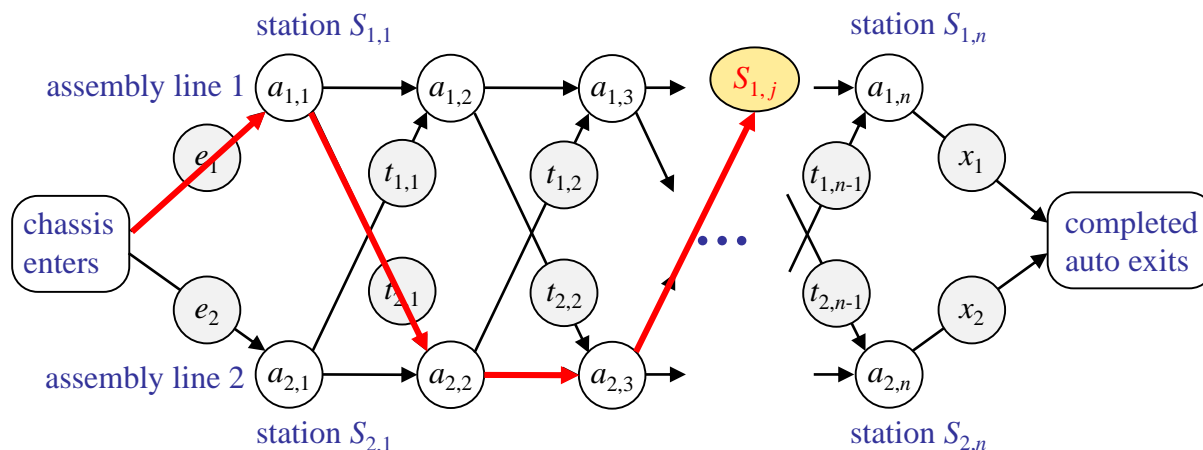 station S1,1
station S1,n
assembly line 1
a1,1
a1,2
a1,3
S1, j
a1,n
e1
t1,1
t1,2
t1,n-1
x1
chassis
enters
...
completed
auto exits
e2
t2,1
t2,2
t2,n-1
x2
assembly line 2
a2,1
a2,2
a2,3
a2,n
station S2,1
station S2,n